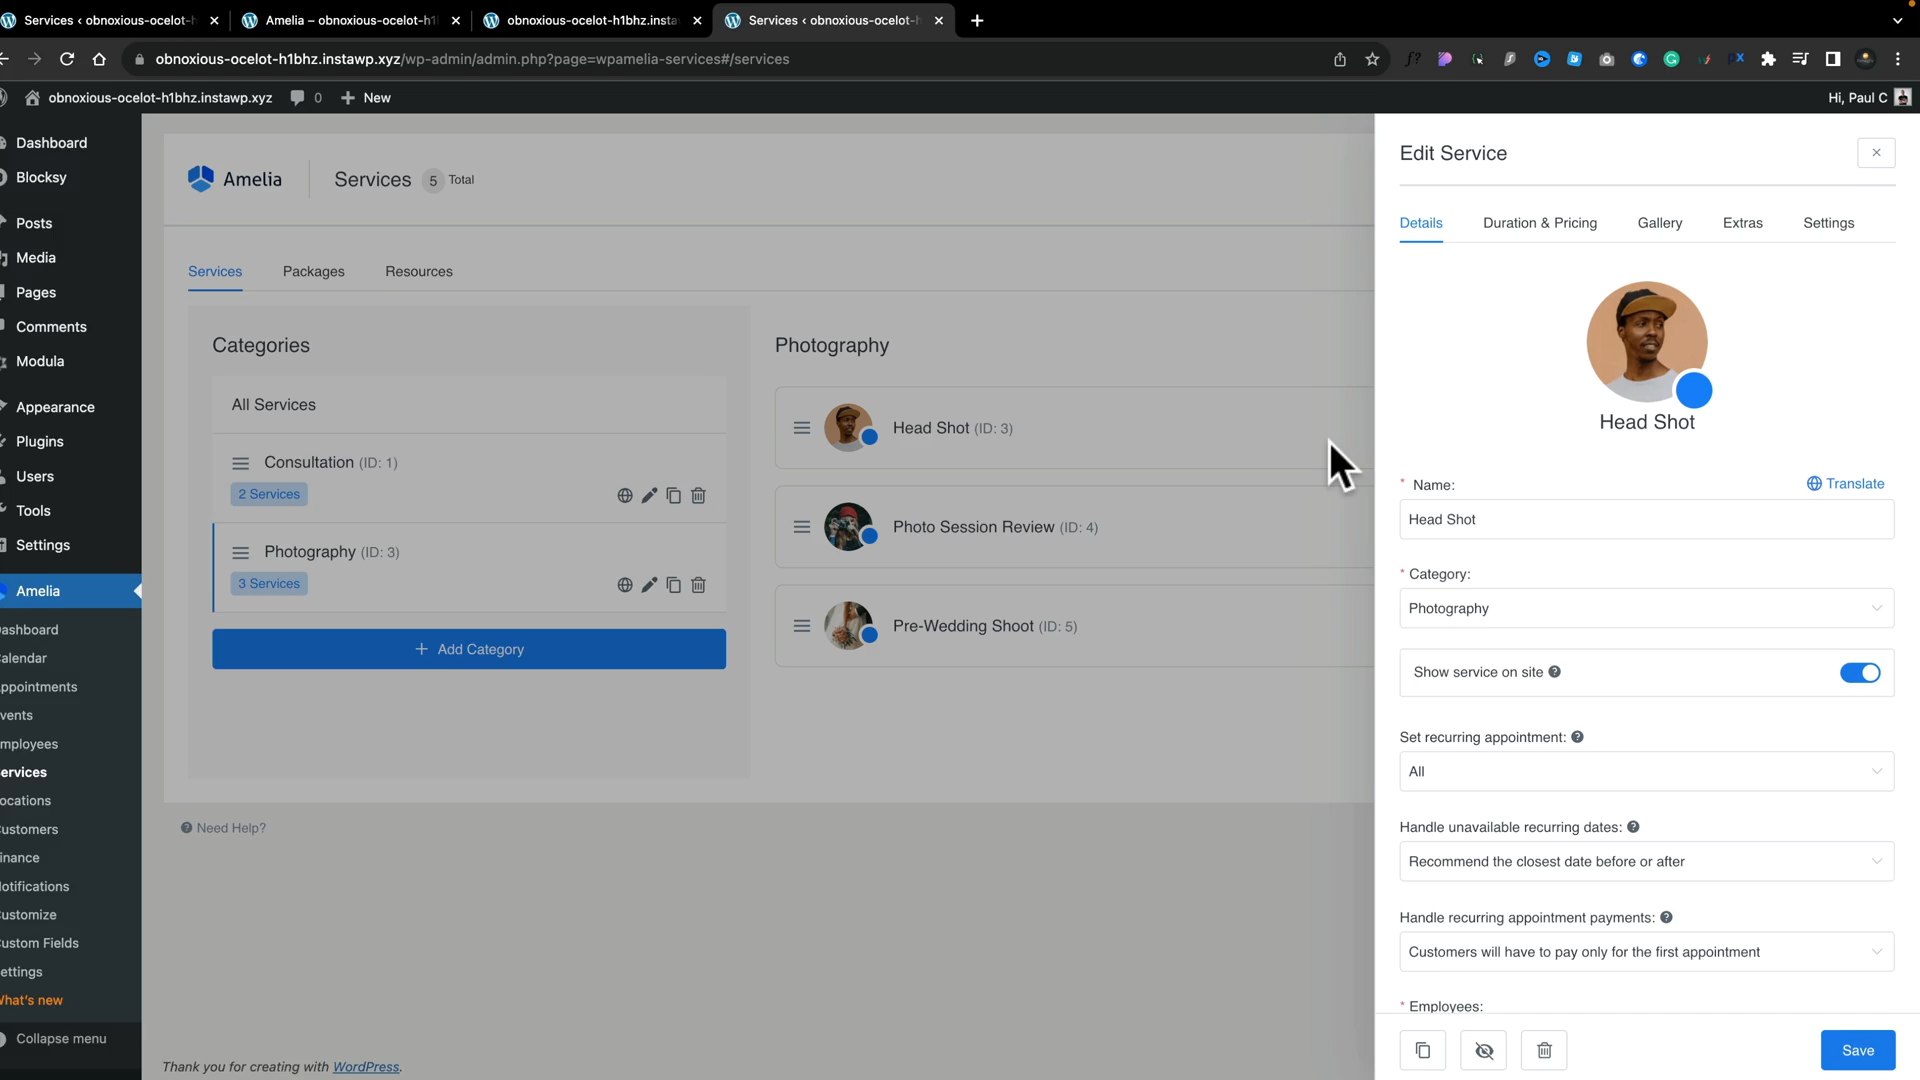 Services ‹ obnoxious-ocelot-
Amelia – obnoxious-ocelot-h1
obnoxious-ocelot-h1bhz.insta
Services ‹ obnoxious-ocelot-h
obnoxious-ocelot-h1bhz.instawp.xyz/wp-admin/admin.php?page=wpamelia-services#/services
obnoxious-ocelot-h1bhz.instawp.xyz
0
New
Hi, Paul C
Dashboard
Blocksy
Posts
Media
Pages
Comments
Modula
Appearance
Plugins
Users
Tools
Settings
Amelia
ashboard
alendar
ppointments
vents
mployees
ervices
ocations
ustomers
inance
otifications
ustomize
ustom Fields
ettings
What's new
Collapse menu
Amelia
Services 5 Total
Services Packages Resources
Categories
All Services
Consultation (ID: 1)
2 Services
Photography (ID: 3)
3 Services
+ Add Category
Photography
Head Shot (ID: 3)
Photo Session Review (ID: 4)
Pre-Wedding Shoot (ID: 5)
Need Help?
Thank you for creating with WordPress.
Edit Service
Details Duration & Pricing Gallery Extras Settings
Head Shot
* Name:
Translate
Head Shot
* Category:
Photography
Show service on site
Set recurring appointment:
All
Handle unavailable recurring dates:
Recommend the closest date before or after
Handle recurring appointment payments:
Customers will have to pay only for the first appointment
* Employees:
Save